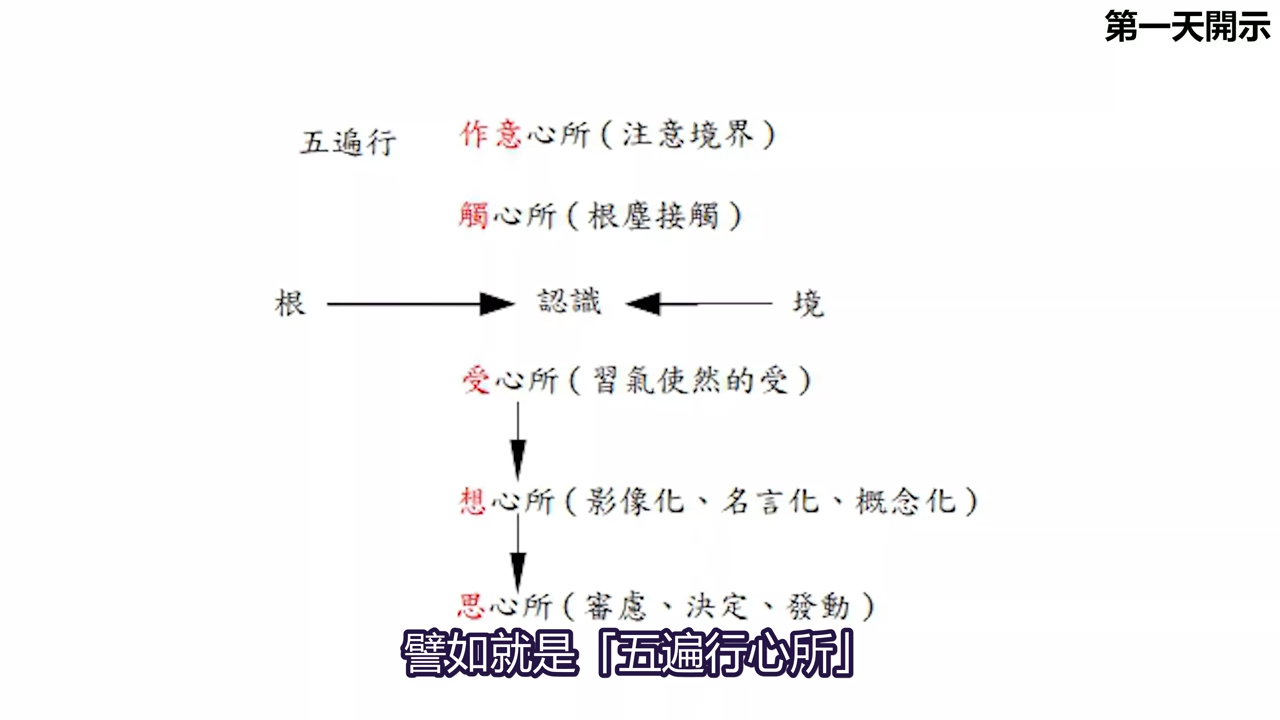 第一天開示
五遍行 作意心所(注意境界)
觸心所(根塵接觸)
根 認識 境
受心所(習氣使然的受)
想心所(影像化、名言化、概念化)
思心所(審慮、決定、發動)
譬如就是「五遍行心所」